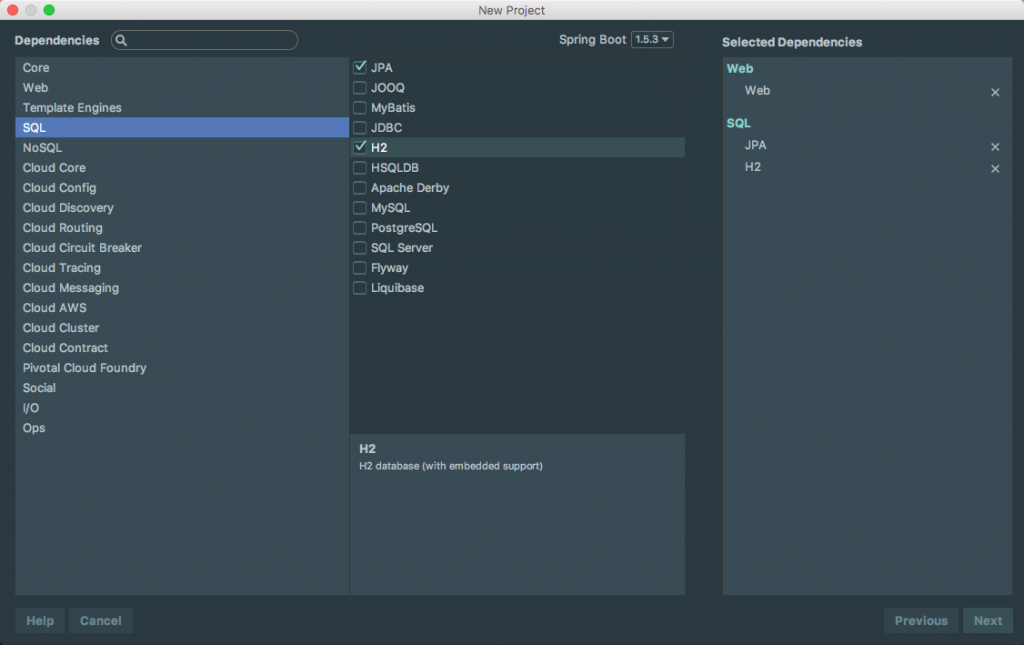 New Project
Dependencies
Spring Boot 1.5.3
Selected Dependencies
Core
Web
Template Engines
SQL
NoSQL
Cloud Core
Cloud Config
Cloud Discovery
Cloud Routing
Cloud Circuit Breaker
Cloud Tracing
Cloud Messaging
Cloud AWS
Cloud Cluster
Cloud Contract
Pivotal Cloud Foundry
Social
I/O
Ops
JPA
JOOQ
MyBatis
JDBC
H2
HSQLDB
Apache Derby
MySQL
PostgreSQL
SQL Server
Flyway
Liquibase
H2
H2 database (with embedded support)
Web
Web
SQL
JPA
H2
Help
Cancel
Previous
Next